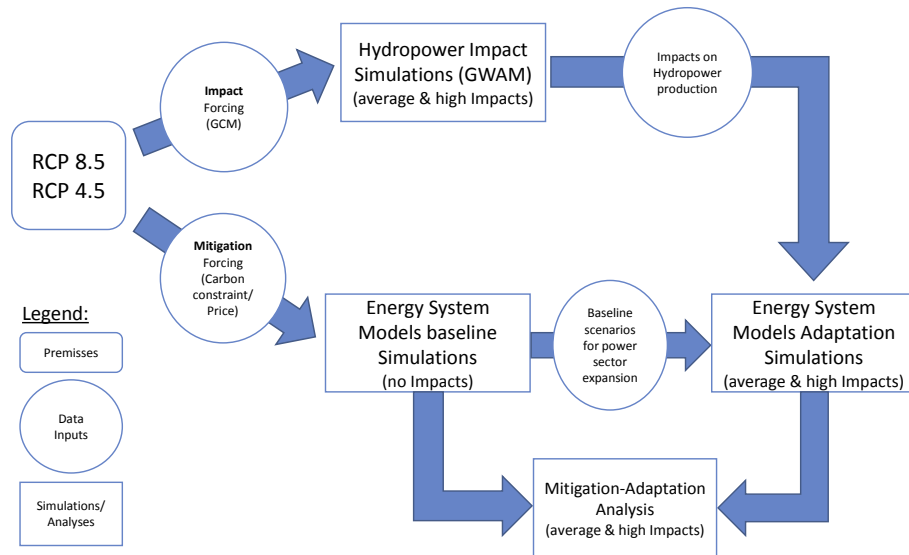 Hydropower Impact
Simulations (GWAM)
(average & high Impacts)
Impacts on
Hydropower
production
Impact
Forcing
(GCM)
RCP 8.5
RCP 4.5
Mitigation
Forcing
(Carbon
constraint/
Price)
Energy System
Models baseline
Simulations
(no Impacts)
Baseline
scenarios
for power
sector
expansion
Energy System
Models Adaptation
Simulations
(average & high Impacts)
Mitigation-Adaptation
Analysis
(average & high Impacts)
Legend:
Premisses
Data
Inputs
Simulations/
Analyses